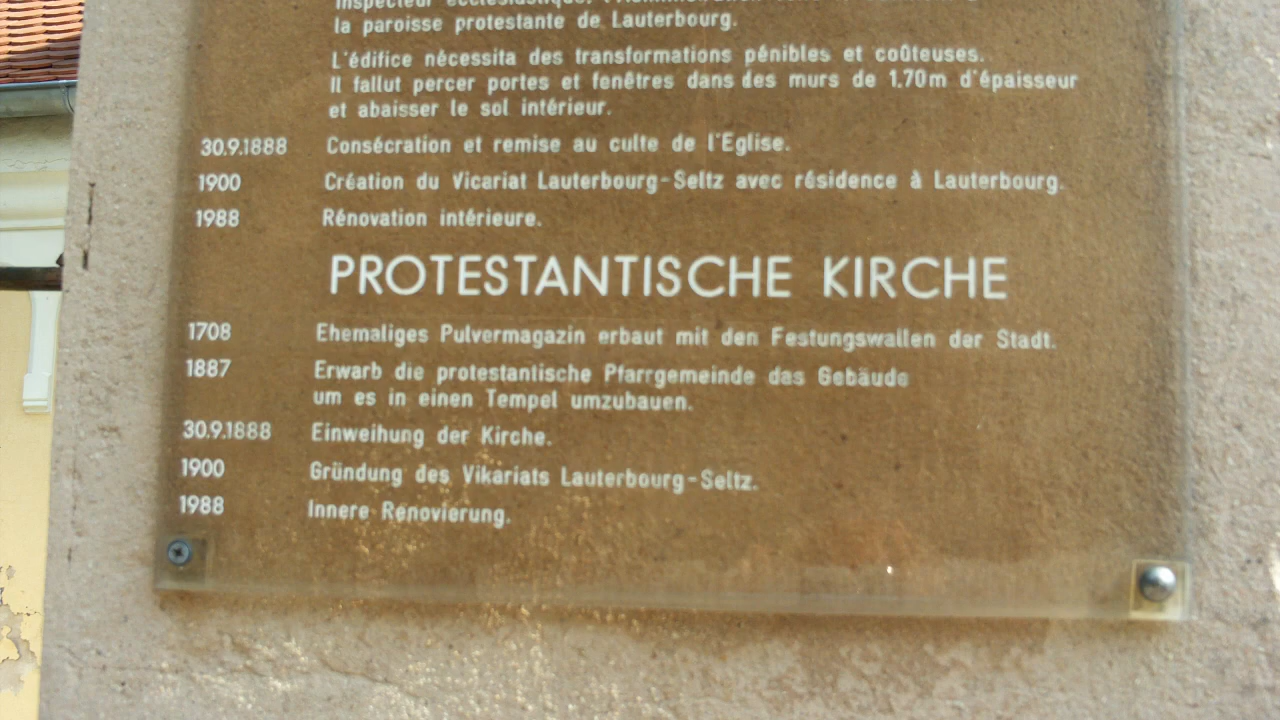 la paroisse protestante de Lauterbourg.
L'édifice nécessita des transformations pénibles et coûteuses.
Il fallut percer portes et fenêtres dans des murs de 1.70m d'épaisseur
et abaisser le sol intérieur.
30.9.1888 Consécration et remise au culte de l'Eglise.
1900 Création du Vicariat Lauterbourg-Seltz avec résidence à Lauterbourg.
1988 Rénovation intérieure.
PROTESTANTISCHE KIRCHE
1708 Ehemaliges Pulvermagazin erbaut mit den Festungswallen der Stadt.
1887 Erwarb die protestantische Pfarrgemeinde das Gebäude
um es in einen Tempel umzubauen.
30.9.1888 Einweihung der Kirche.
1900 Gründung des Vikariats Lauterbourg-Seltz.
1988 Innere Renovierung.